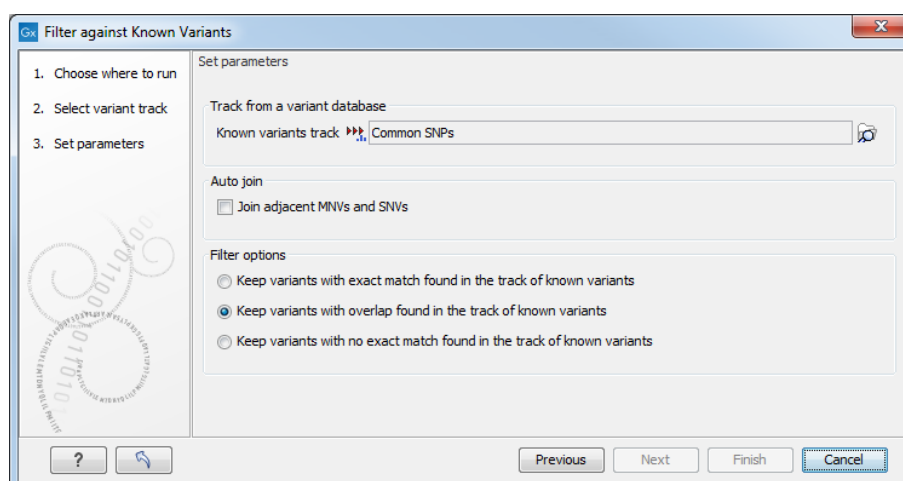 Gx Filter against Known Variants
1. Choose where to run
2. Select variant track
3. Set parameters
Set parameters
Track from a variant database
Known variants track Common SNPs
Auto join
Join adjacent MNVs and SNVs
Filter options
Keep variants with exact match found in the track of known variants
Keep variants with overlap found in the track of known variants
Keep variants with no exact match found in the track of known variants
? Previous Next Finish Cancel